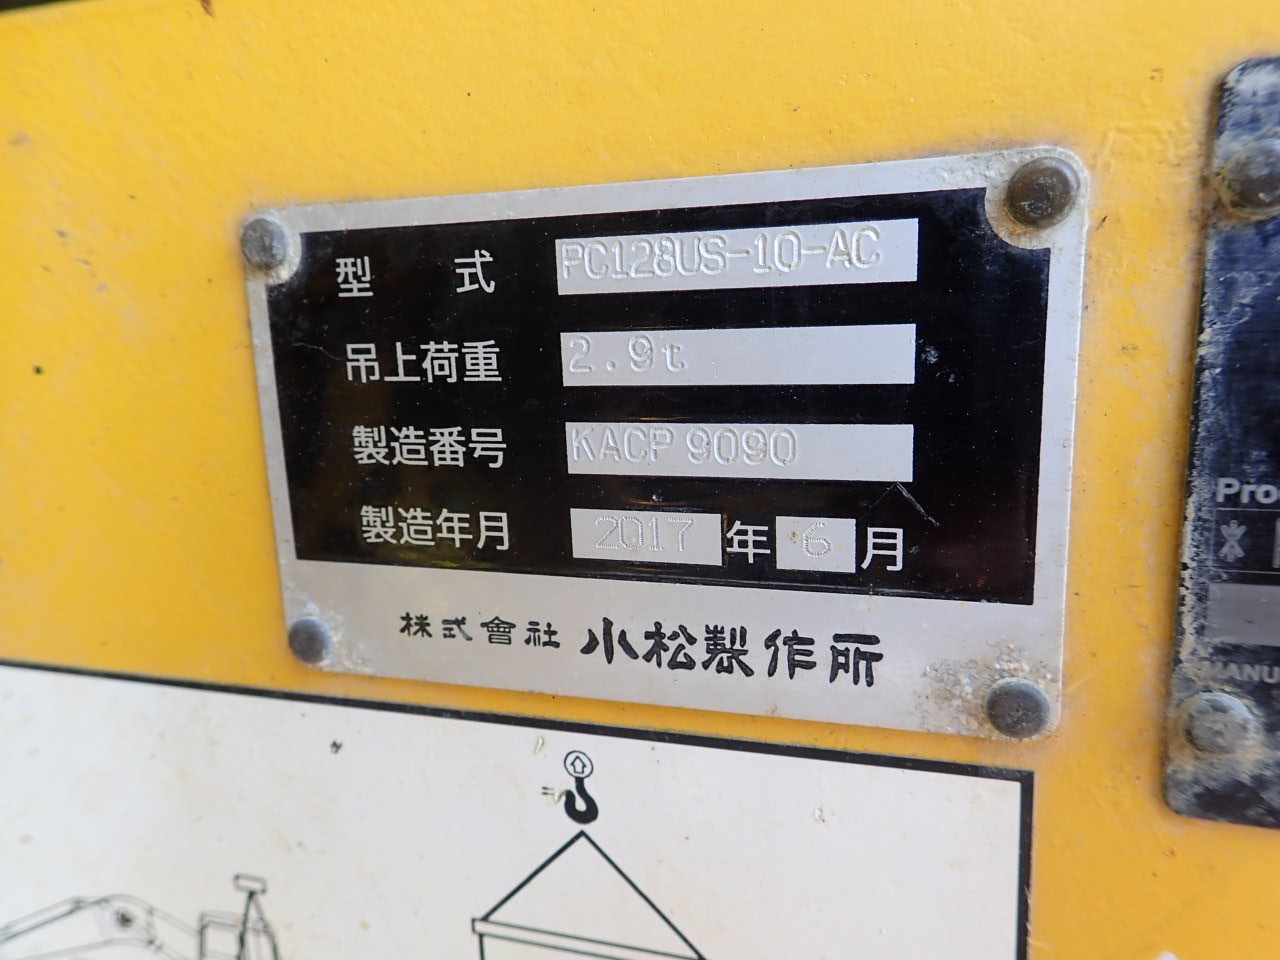 型 式 PC128US-10-AC
吊上荷重 2.9t
製造番号 KACP 9090
製造年月 2017 年 6 月
株式會社 小松製作所
Pro
MANU